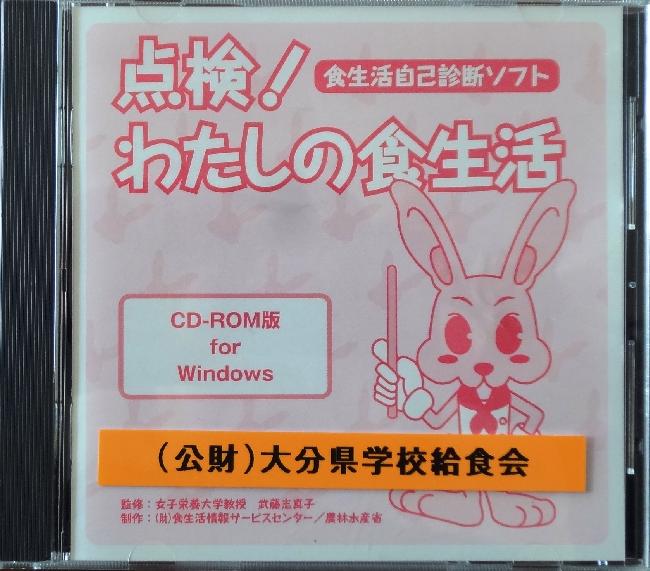 点検!
食生活自己診断ソフト
わたしの食生活
CD-ROM版
for
Windows
(公財)大分県学校給食会
監修:女子栄養大学教授 武藤志真子
制作:(財)食生活情報サービスセンター/農林水産省